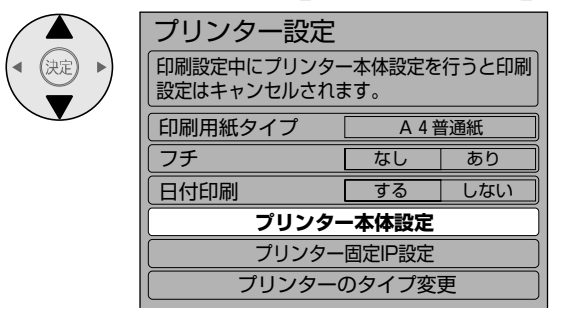 決定
プリンター設定
印刷設定中にプリンター本体設定を行うと印刷
設定はキャンセルされます。
印刷用紙タイプ A4普通紙
フチ なし あり
日付印刷 する しない
プリンター本体設定
プリンター固定IP設定
プリンターのタイプ変更